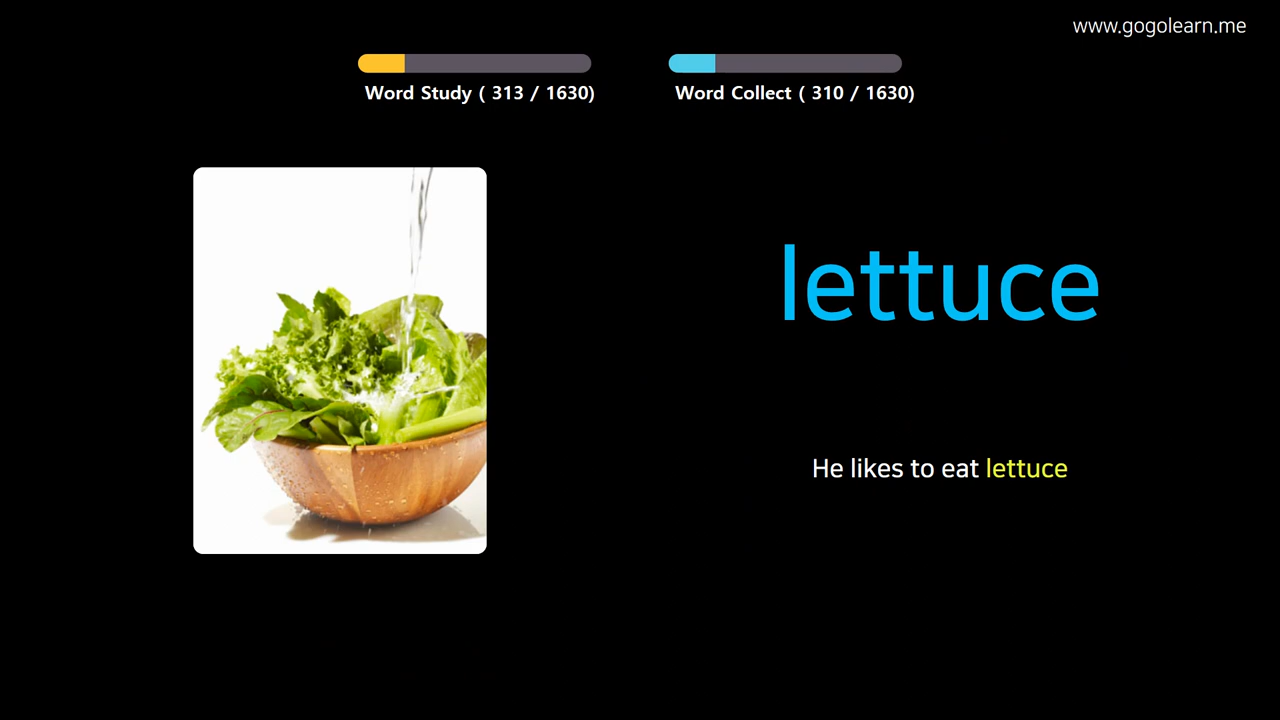 www.gogolearn.me
Word Study ( 313 / 1630)
Word Collect ( 310 / 1630)
lettuce
He likes to eat lettuce